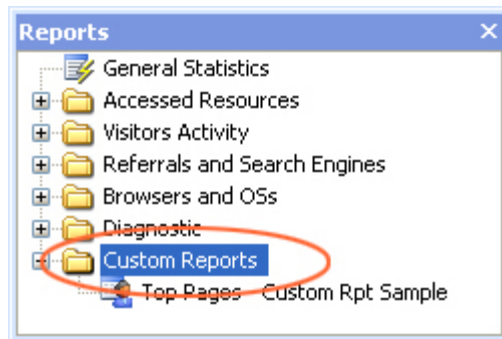 Reports
General Statistics
Accessed Resources
Visitors Activity
Referrals and Search Engines
Browsers and OSs
Diagnostic
Custom Reports
Top Pages - Custom Rpt Sample